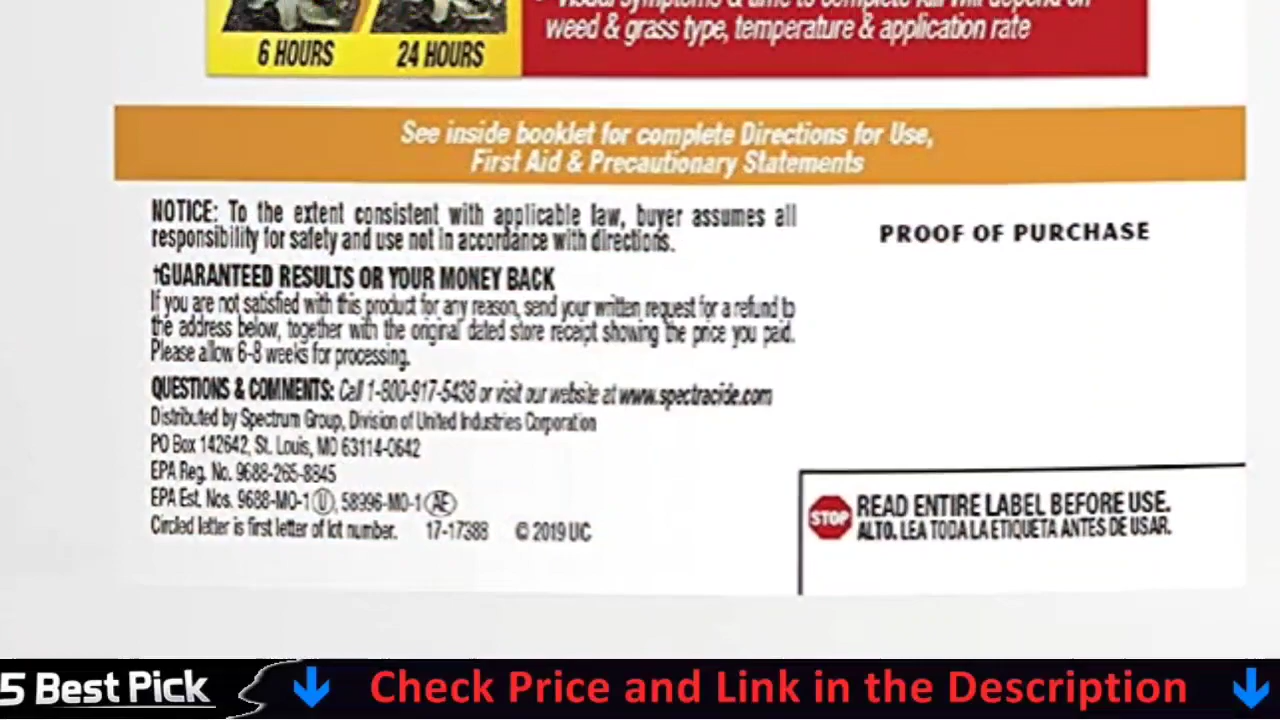 weed & grass type, temperature & application rate
6 HOURS
24 HOURS
See inside booklet for complete Directions for Use,
First Aid & Precautionary Statements
NOTICE: To the extent consistent with applicable law, buyer assumes all
responsibility for safety and use not in accordance with directions.
†GUARANTEED RESULTS OR YOUR MONEY BACK
If you are not satisfied with this product for any reason, send your written request for a refund to
the address below, together with the original dated store receipt showing the price you paid.
Please allow 6-8 weeks for processing.
QUESTIONS & COMMENTS: Call 1-800-917-5438 or visit our website at www.spectracide.com
Distributed by Spectrum Group, Division of United Industries Corporation
PO Box 142642, St. Louis, MO 63114-0642
EPA Reg. No. 9688-265-8845
EPA Est. Nos. 9688-MO-1 (U), 58996-MO-1 (AE)
Circled letter is first letter of lot number. 17-17388 © 2019 UIC
PROOF OF PURCHASE
STOP
READ ENTIRE LABEL BEFORE USE.
ALTO. LEA TODA LA ETIQUETA ANTES DE USAR.
5 Best Pick
Check Price and Link in the Description